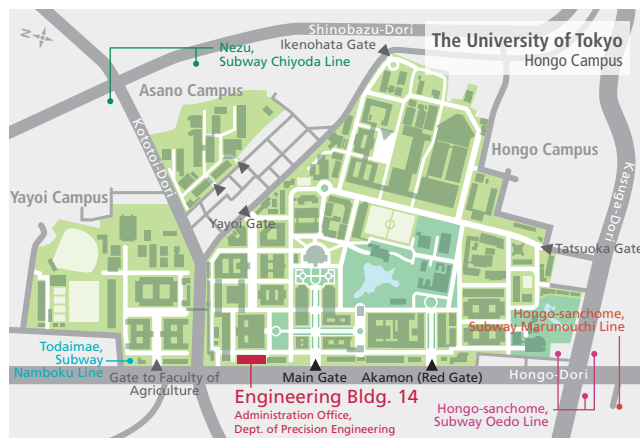 Shinobazu-Dori
Nezu,
Subway Chiyoda Line
Ikenohata Gate
The University of Tokyo
Hongo Campus
N
Asano Campus
Kototoi-Dori
Hongo Campus
Kasuga-Dori
Yayoi Campus
Yayoi Gate
Tatsuoka Gate
Hongo-sanchome,
Subway Marunouchi Line
Todaimae,
Subway
Namboku Line
Gate to Faculty of
Agriculture
Main Gate
Akamon (Red Gate)
Hongo-Dori
Engineering Bldg. 14
Administration Office,
Dept. of Precision Engineering
Hongo-sanchome,
Subway Oedo Line